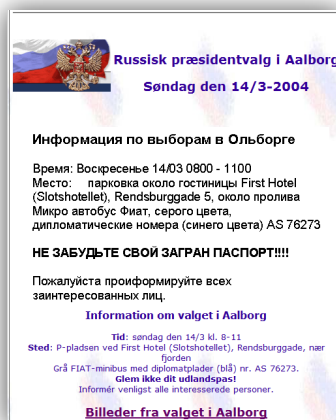 Russisk præsidentvalg i Aalborg
Søndag den 14/3-2004
Информация по выборам в Ольборге
Время: Воскресенье 14/03 0800 - 1100
Место: парковка около гостиницы First Hotel
(Slotshotellet), Rendsburggade 5, около пролива
Микро автобус Фиат, серого цвета,
дипломатические номера (синего цвета) AS 76273
НЕ ЗАБУДЬТЕ СВОЙ ЗАГРАН ПАСПОРТ!!!!
Пожалуйста проиформируйте всех
заинтересованных лиц.
Information om valget i Aalborg
Tid: søndag den 14/3 kl. 8-11
Sted: P-pladsen ved First Hotel (Slotshotellet), Rendsburggade, nær
fjorden
Grå FIAT-minibus med diplomatplader (blå) nr. AS 76273.
Glem ikke dit udlandspas!
Informér venligst alle interesserede personer.
Billeder fra valget i Aalborg